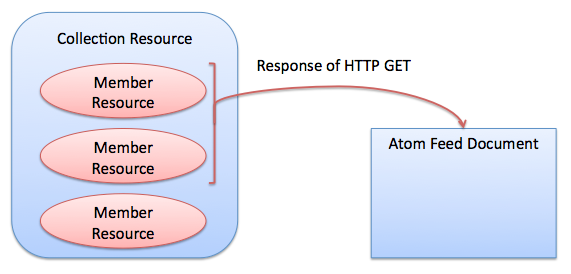 Collection Resource
Member
Resource
Member
Resource
Member
Resource
Response of HTTP GET
Atom Feed Document